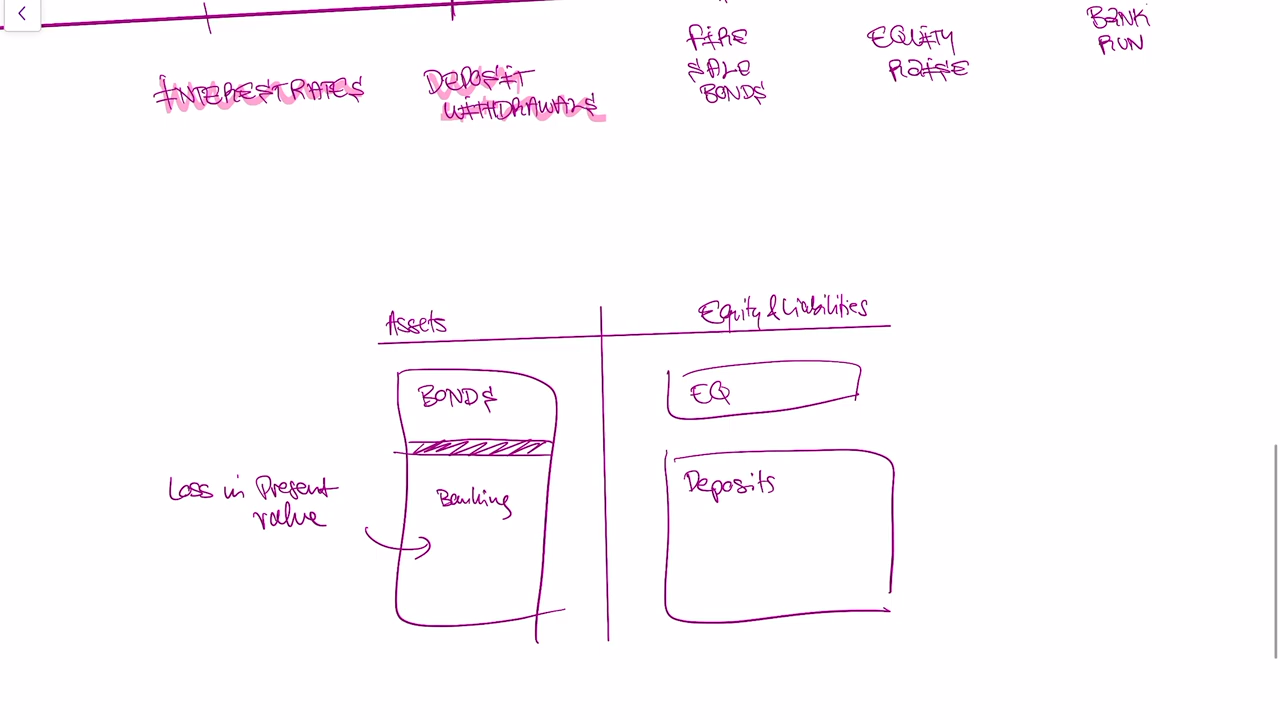 INTEREST RATES
DEPOSIT
WITHDRAWALS
FIRE
SALE
BONDS
EQUITY
RAISE
BANK
RUN
Assets
Equity & Liabilities
BONDS
EQ
Loss in Present
value
Banking
Deposits